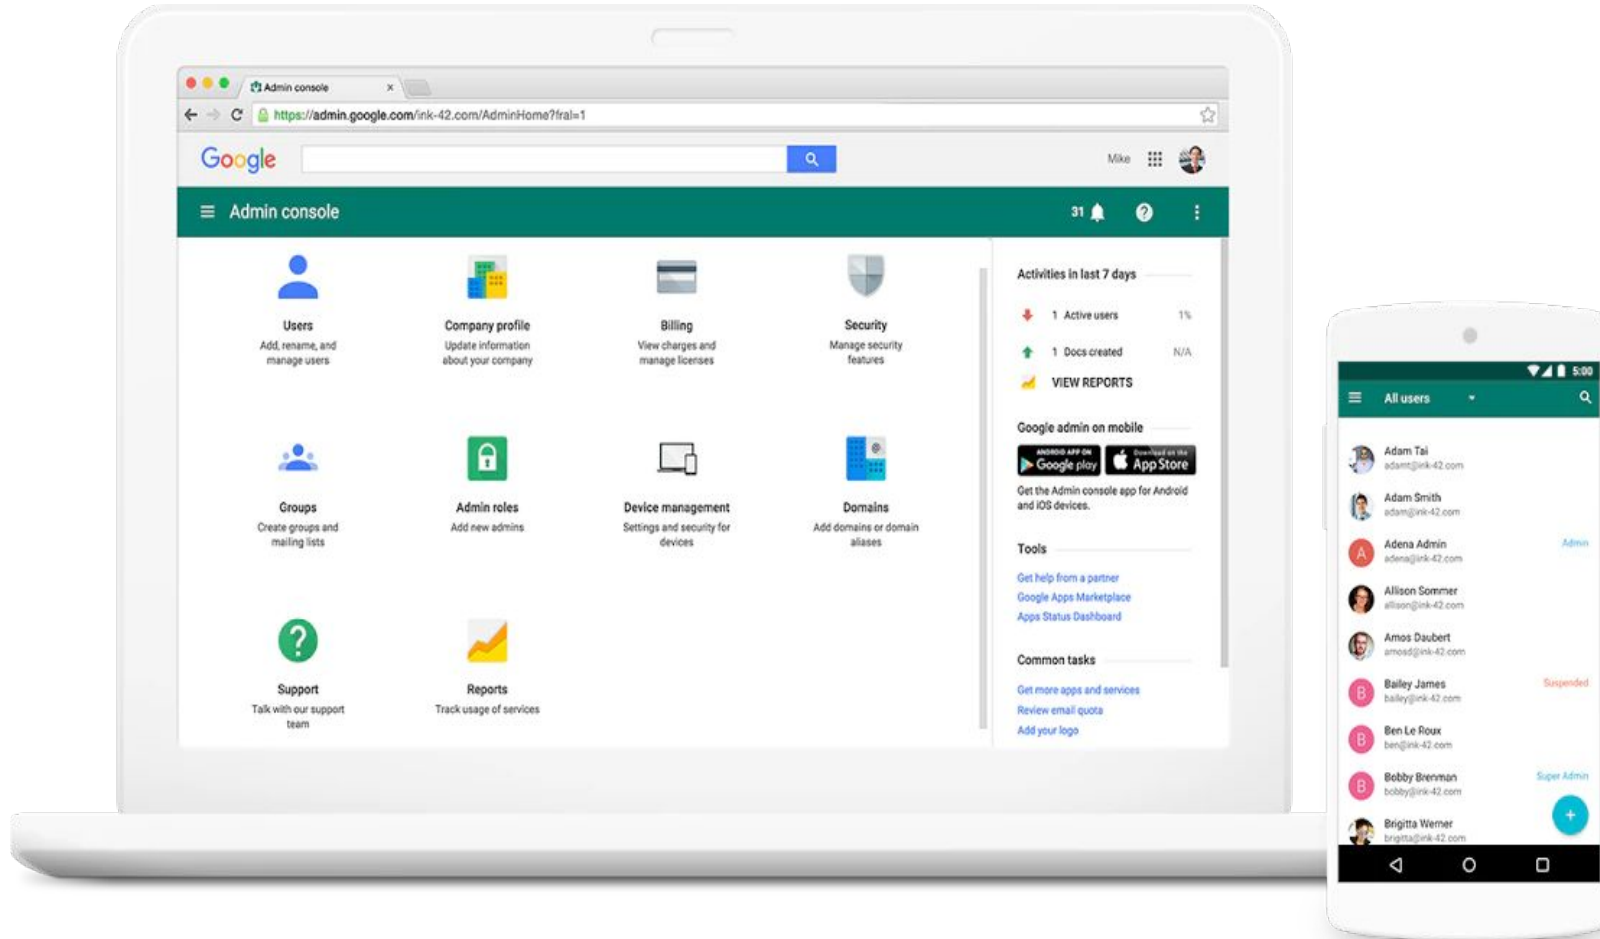 Admin console
https://admin.google.com/ink-42.com/AdminHome?fral=1
Google
Mike
Admin console
31
Users
Add, rename, and
manage users
Company profile
Update information
about your company
Billing
View charges and
manage licenses
Security
Manage security
features
Groups
Create groups and
mailing lists
Admin roles
Add new admins
Device management
Settings and security for
devices
Domains
Add domains or domain
aliases
Support
Talk with our support
team
Reports
Track usage of services
Activities in last 7 days
1 Active users 1%
1 Docs created N/A
VIEW REPORTS
Google admin on mobile
ANDROID APP ON
Google play
Download on the
App Store
Get the Admin console app for Android
and iOS devices.
Tools
Get help from a partner
Google Apps Marketplace
Apps Status Dashboard
Common tasks
Get more apps and services
Review email quota
Add your logo
5:00
All users
Adam Tai
adamt@ink-42.com
Adam Smith
adam@ink-42.com
A
Adena Admin
Admin
adena@ink-42.com
Allison Sommer
allison@ink-42.com
Amos Daubert
amosd@ink-42.com
B
Bailey James
Suspended
bailey@ink-42.com
B
Ben Le Roux
ben@ink-42.com
B
Bobby Brenman
Super Admin
bobby@ink-42.com
Brigitta Werner
brigitta@ink-42.com